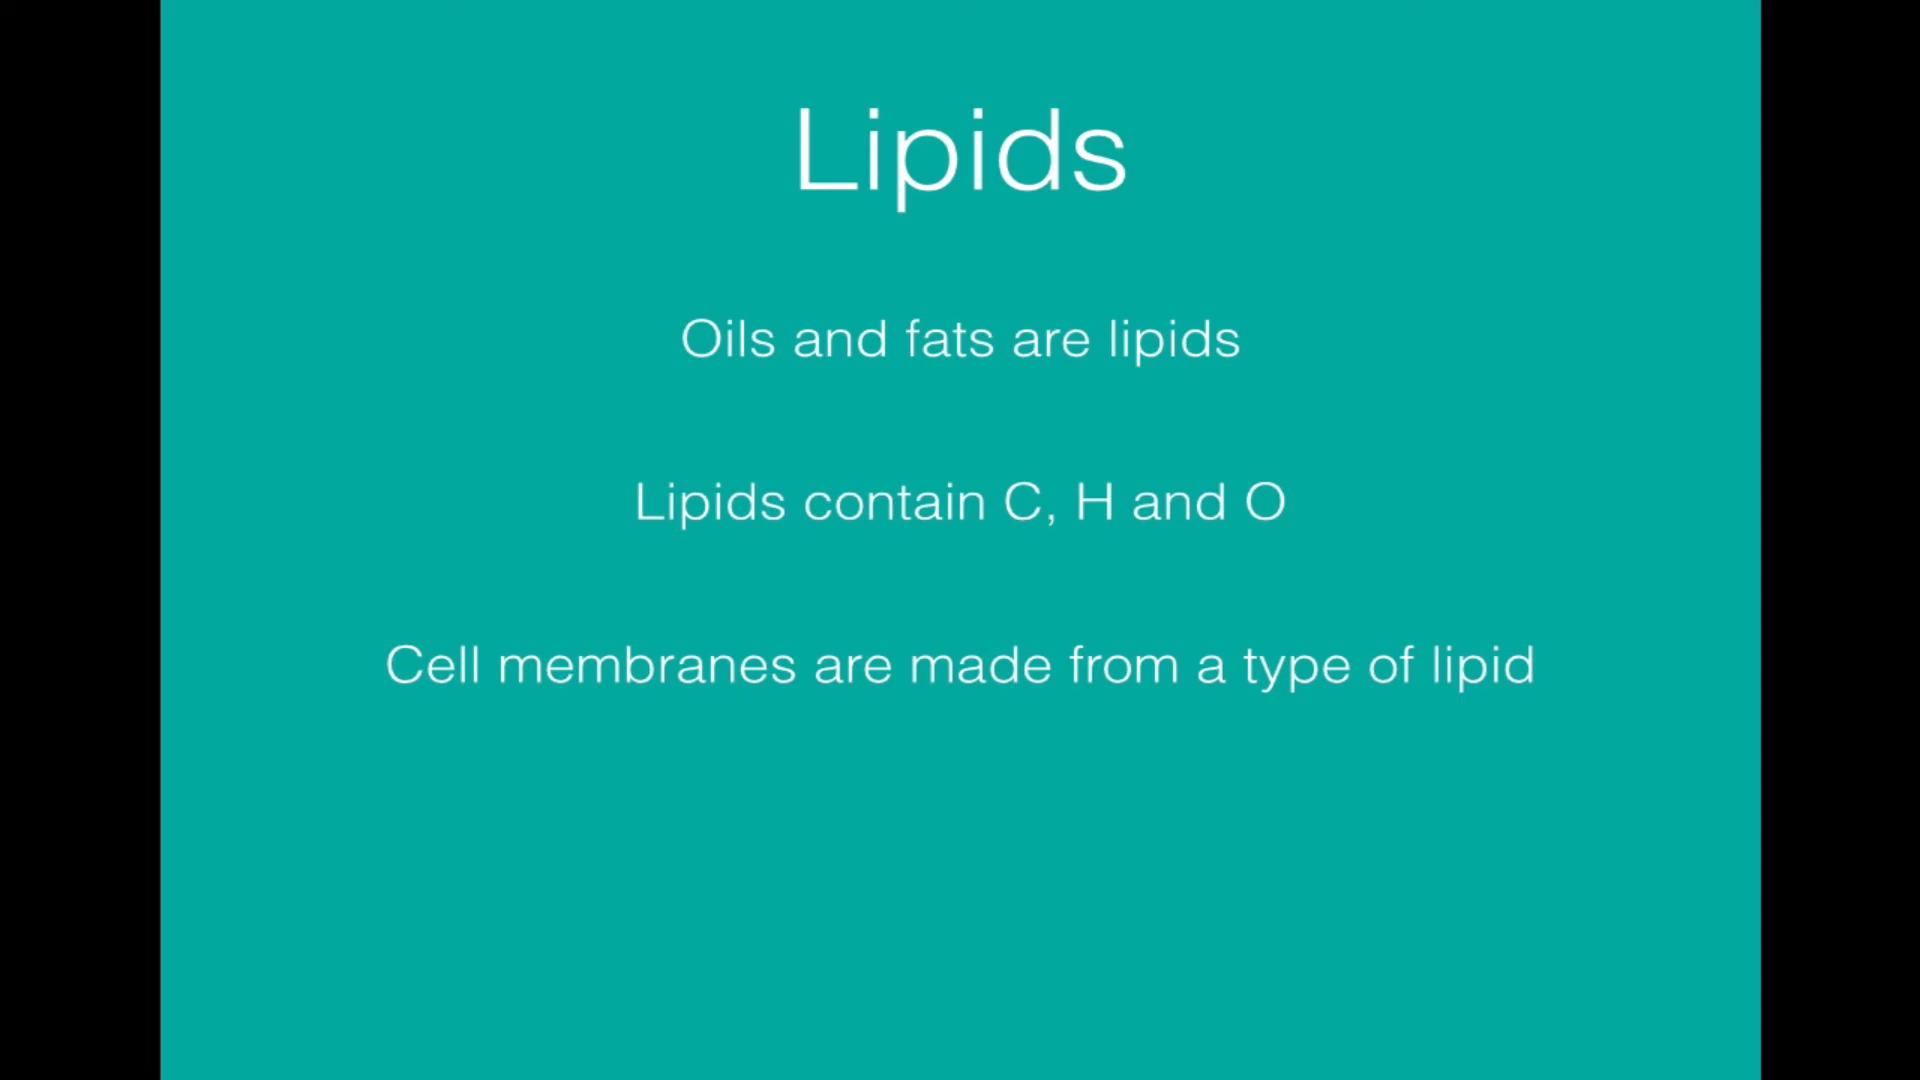 Lipids
Oils and fats are lipids
Lipids contain C, H and O
Cell membranes are made from a type of lipid